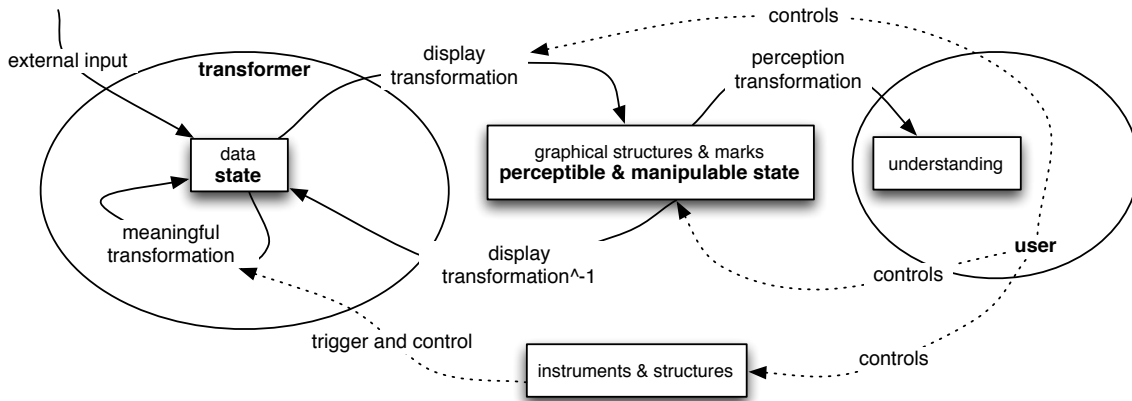 controls
external input
transformer
display
transformation
perception
transformation
data
state
graphical structures & marks
perceptible & manipulable state
understanding
meaningful
transformation
display
transformation^-1
user
controls
trigger and control
instruments & structures
controls